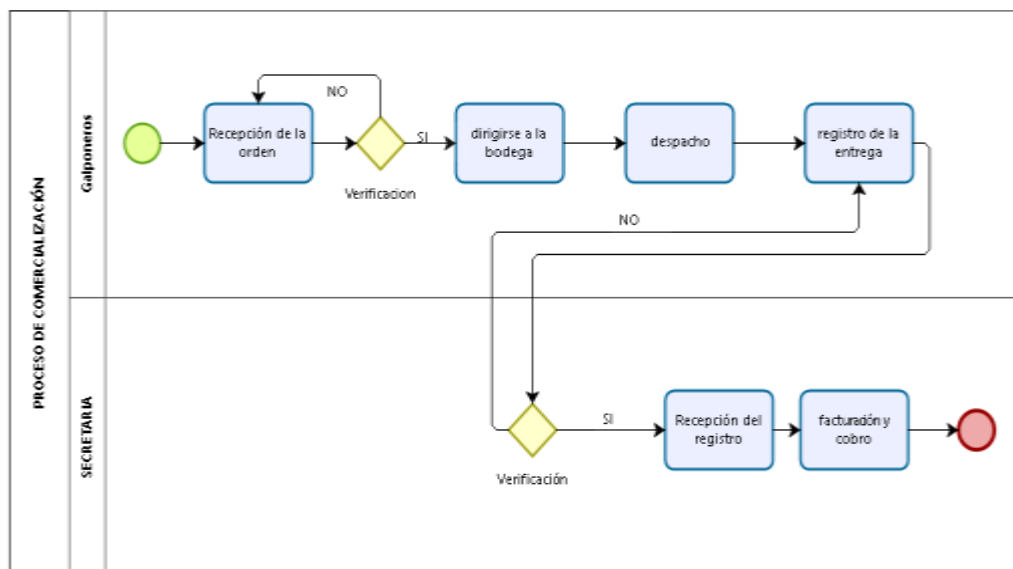 PROCESO DE COMERCIALIZACIÓN
Galponeros
NO
Recepción de la
orden
Verificacion
SI
dirigirse a la
bodega
despacho
registro de la
entrega
NO
SECRETARIA
Verificación
SI
Recepción del
registro
facturación y
cobro